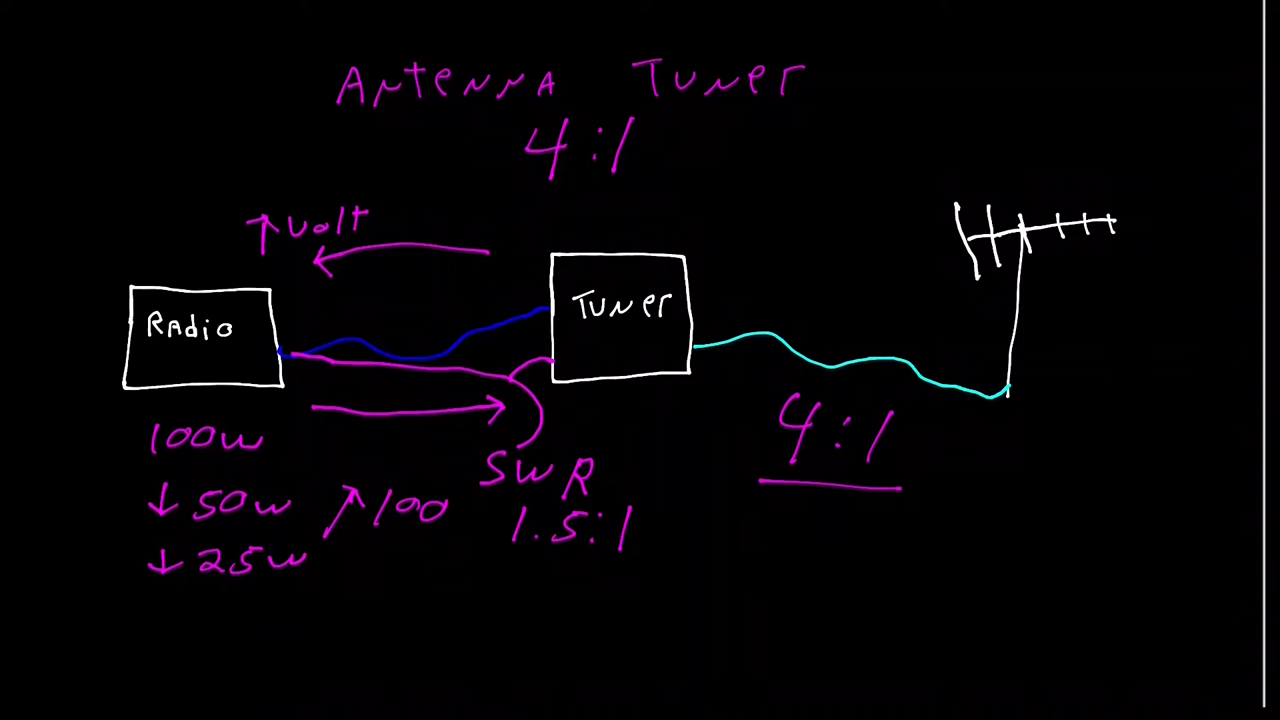 Antenna Tuner
4:1
↑Volt
Radio
Tuner
100w
↓ 50w
↓ 25w
↗100
SWR
1.5:1
4:1